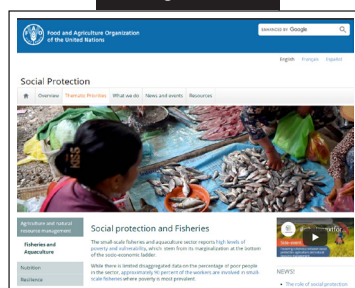 Food and Agriculture Organization
of the United Nations
ENHANCED BY Google
English Français Español
Social Protection
Overview Thematic Priorities What we do News and events Resources
KISS
Agriculture and natural
resource management
Fisheries and
Aquaculture
Nutrition
Resilience
Social protection and Fisheries
The small-scale fisheries and aquaculture sector reports high levels of
poverty and vulnerability, which stem from its marginalization at the bottom
of the socio-economic ladder.
While there is limited disaggregated data on the percentage of poor people
in the sector, approximately 90 percent of the workers are involved in small-
scale fisheries where poverty is most prevalent.
NEWS!
The role of social protection